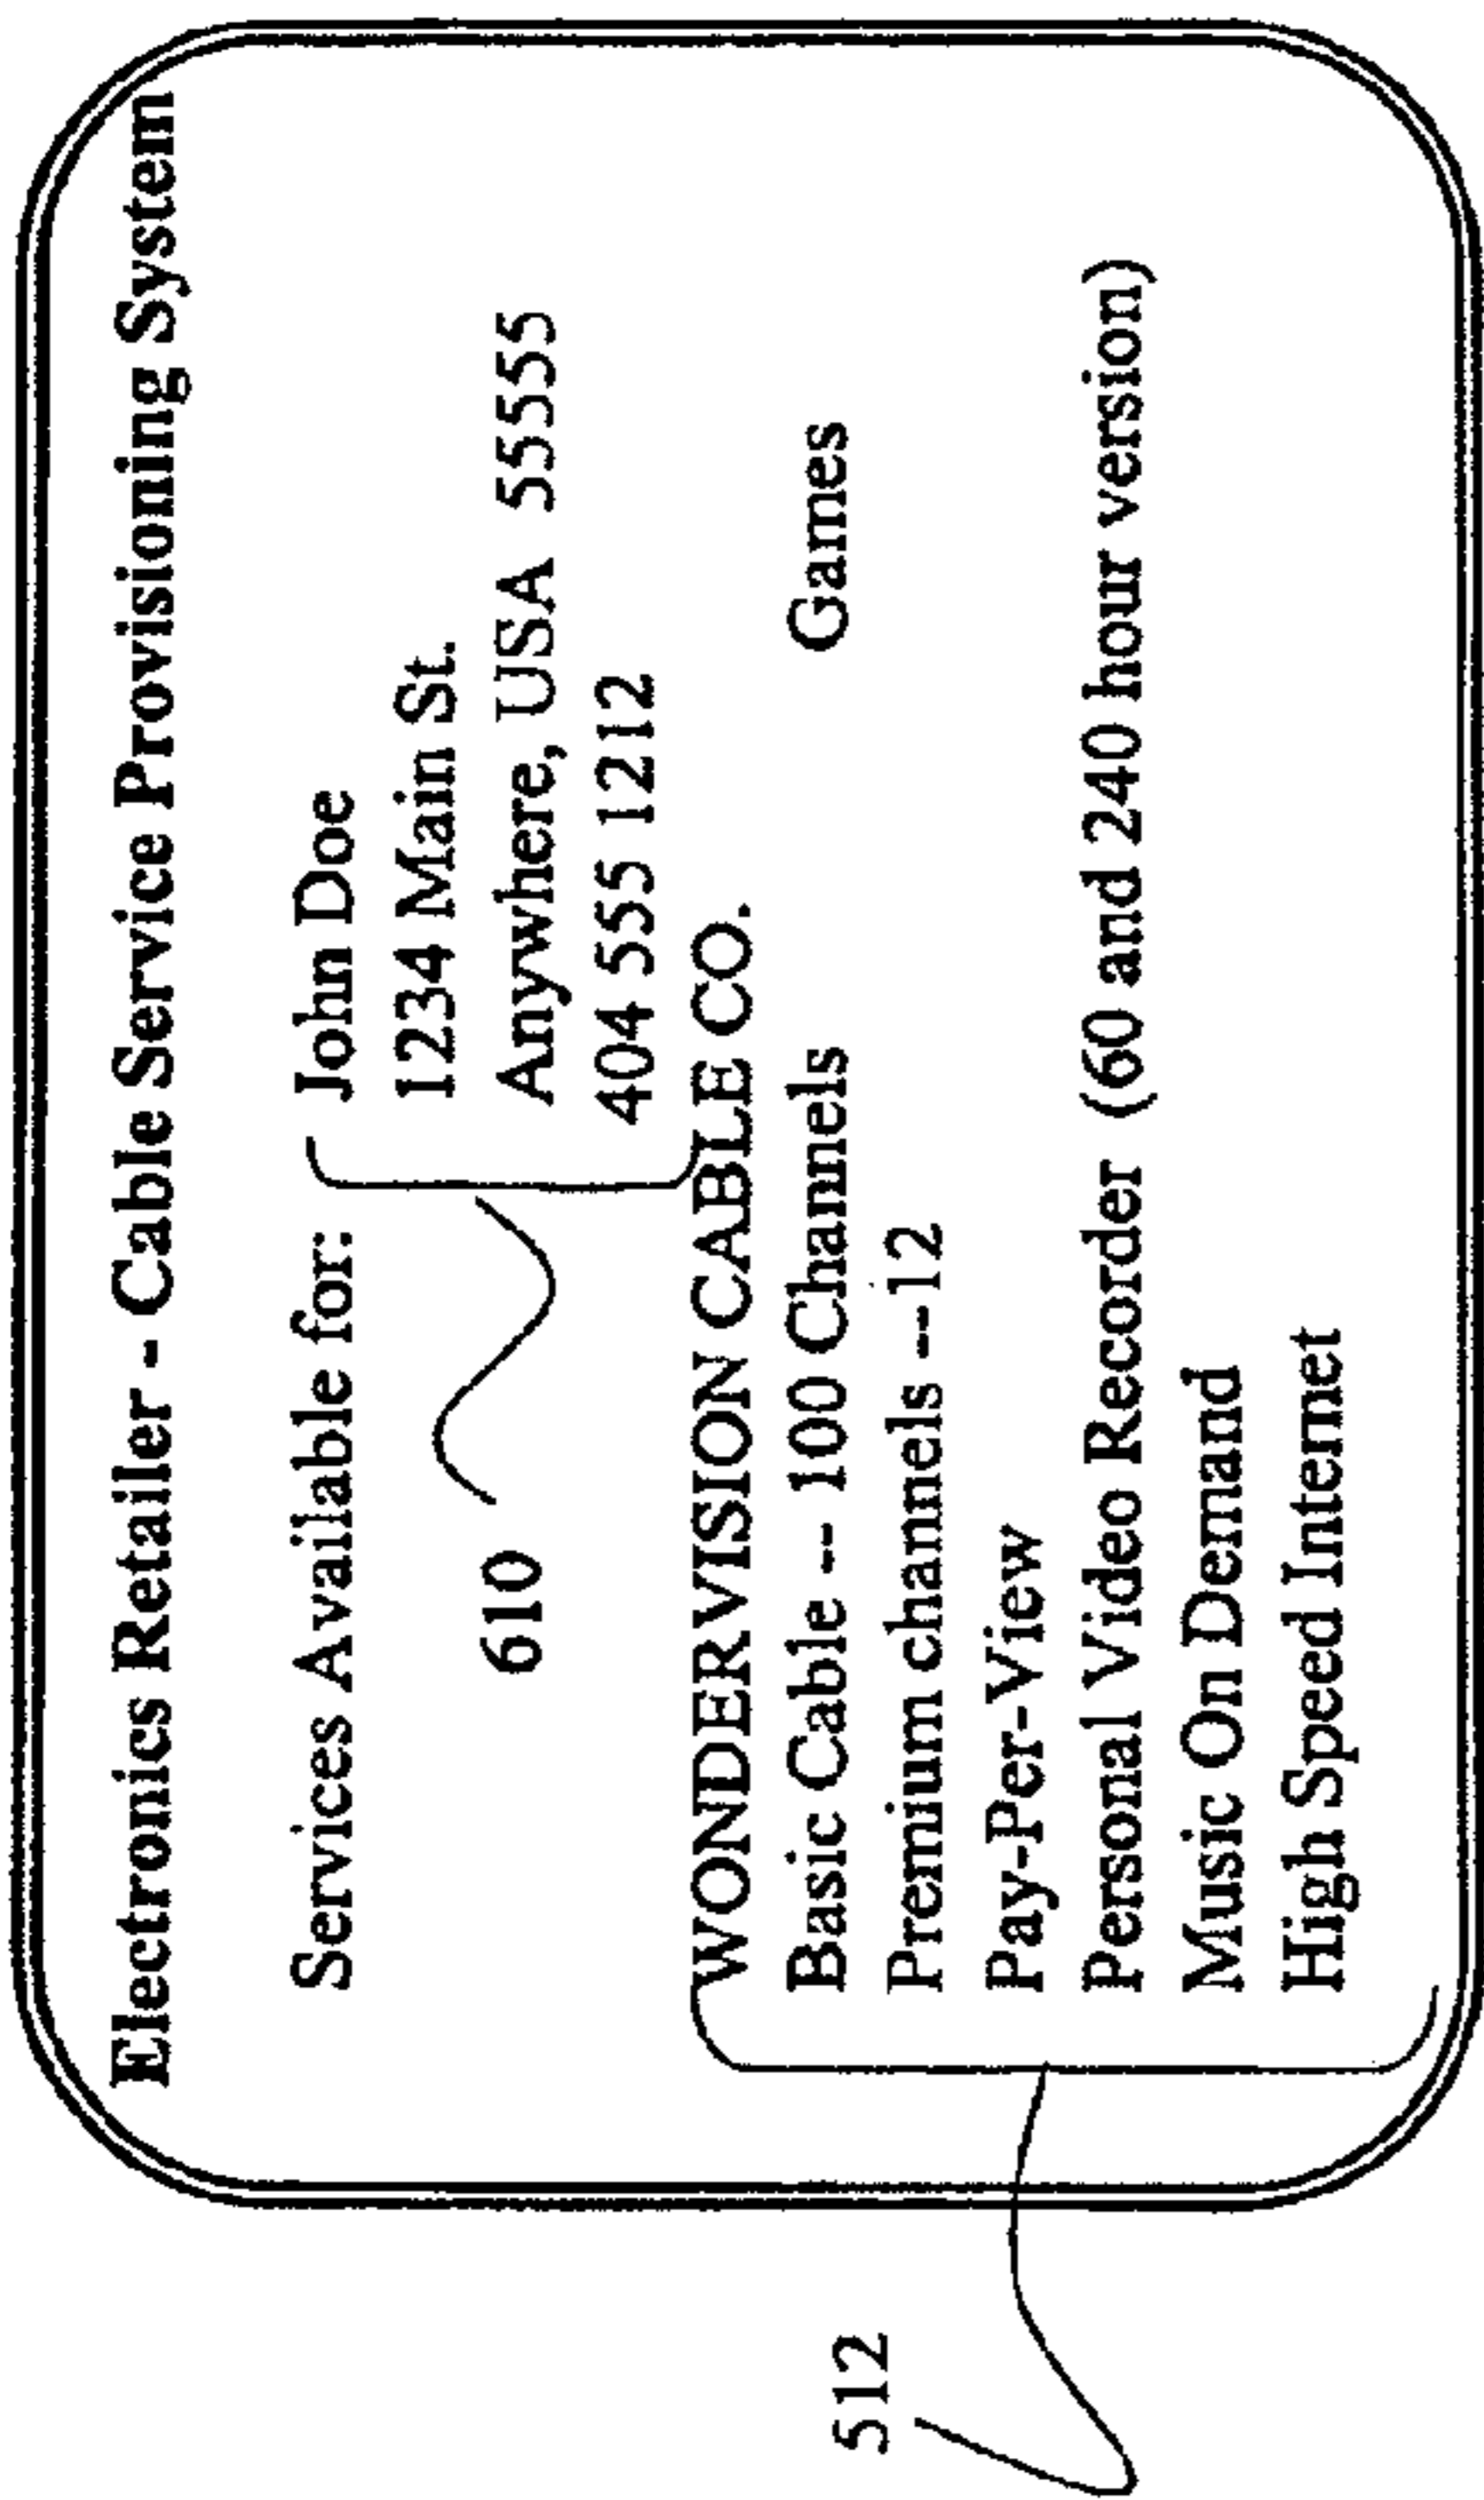 Electronics Retailer - Cable Service Provisioning System
Services Available for:
John Doe
1234 Main St.
Anywhere, USA 55555
404 555 1212
610
WONDERVISION CABLE CO.
Basic Cable -- 100 Channels Games
Premium channels --12
Pay-Per-View
Personal Video Recorder (60 and 240 hour version)
Music On Demand
High Speed Internet
512